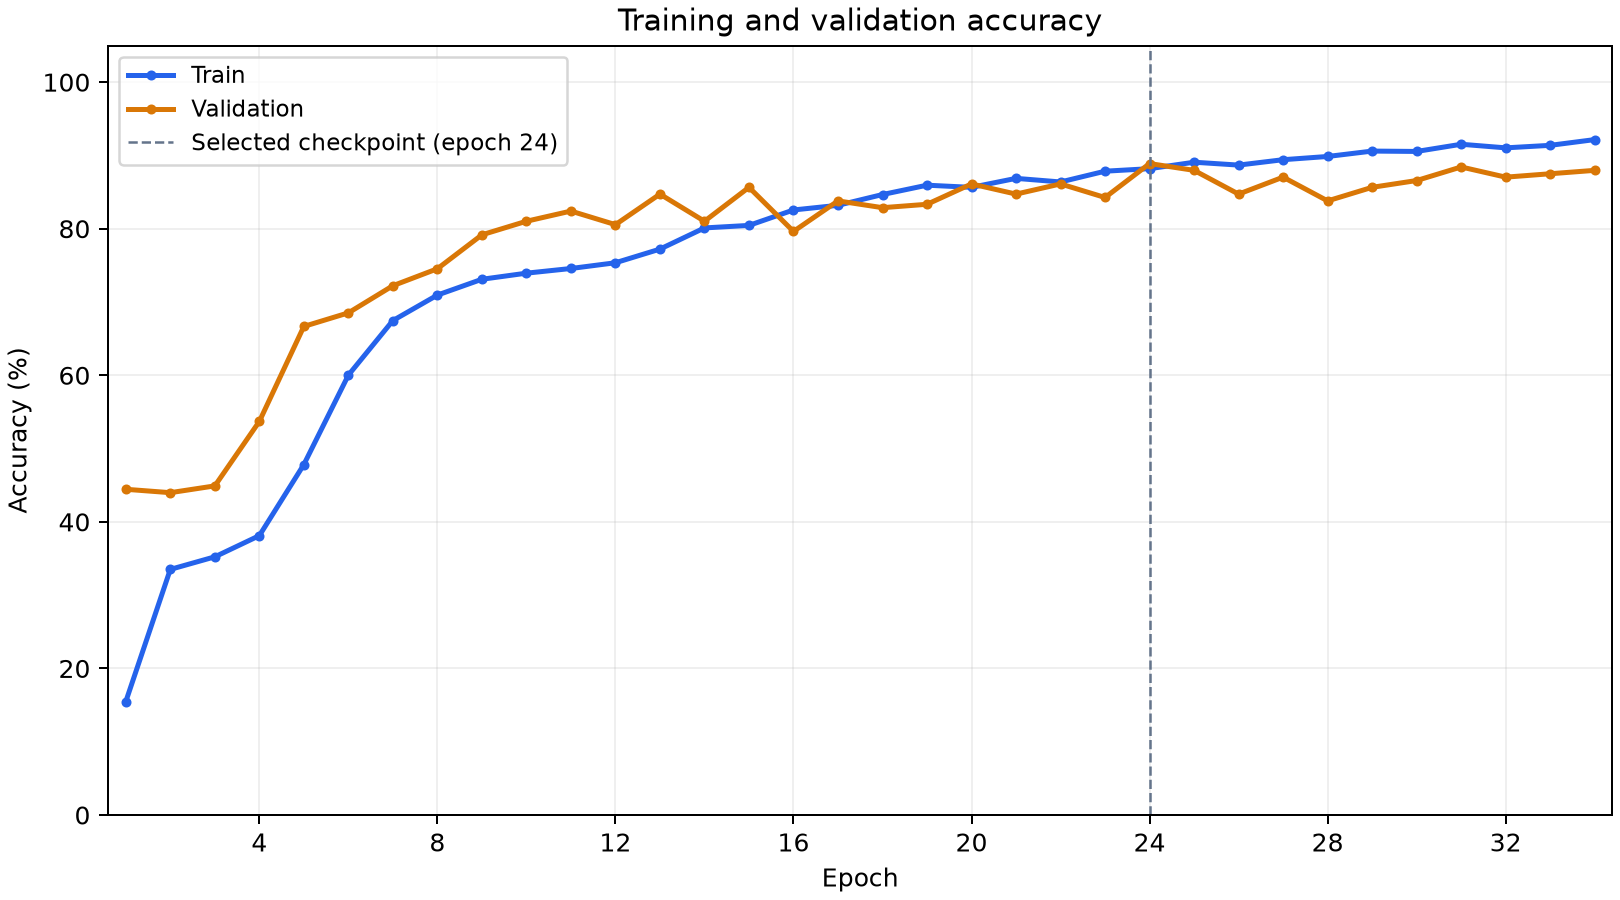 Training and validation accuracy
Train
Validation
Selected checkpoint (epoch 24)
100
80
60
40
20
0
Accuracy (%)
4 8 12 16 20 24 28 32
Epoch